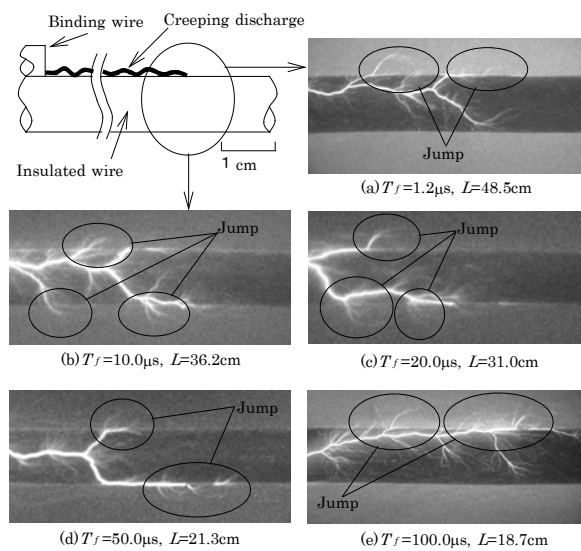 Binding wire
Creeping discharge
Insulated wire
1 cm
Jump
(a) Tf=1.2μs, L=48.5cm
Jump
(b) Tf=10.0μs, L=36.2cm
Jump
(c) Tf=20.0μs, L=31.0cm
Jump
(d) Tf=50.0μs, L=21.3cm
Jump
(e) Tf=100.0μs, L=18.7cm